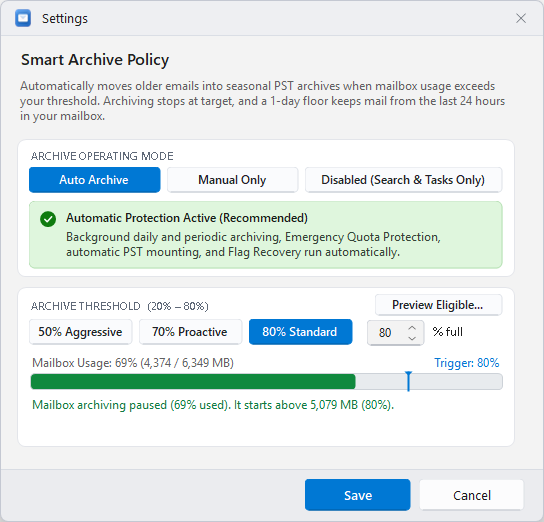 Settings
Smart Archive Policy
Automatically moves older emails into seasonal PST archives when mailbox usage exceeds
your threshold. Archiving stops at target, and a 1-day floor keeps mail from the last 24 hours
in your mailbox.
ARCHIVE OPERATING MODE
Auto Archive
Manual Only
Disabled (Search & Tasks Only)
Automatic Protection Active (Recommended)
Background daily and periodic archiving, Emergency Quota Protection,
automatic PST mounting, and Flag Recovery run automatically.
ARCHIVE THRESHOLD (20% – 80%)
Preview Eligible...
50% Aggressive
70% Proactive
80% Standard
80
% full
Mailbox Usage: 69% (4,374 / 6,349 MB)
Trigger: 80%
Mailbox archiving paused (69% used). It starts above 5,079 MB (80%).
Save
Cancel